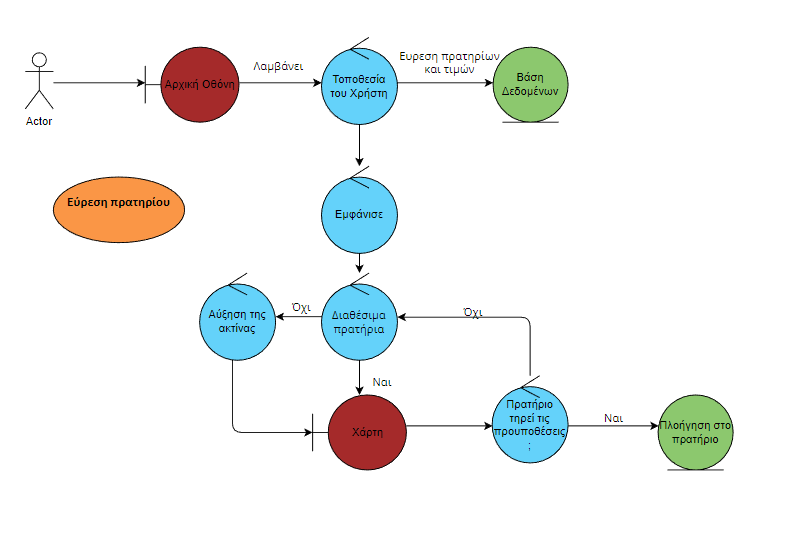 Actor
Αρχική Οθόνη
Λαμβάνει
Τοποθεσία
του Χρήστη
Ευρεση πρατηρίων
και τιμών
Βάση
Δεδομένων
Εύρεση πρατηρίου
Εμφάνισε
Αύξηση της
ακτίνας
Όχι
Διαθέσιμα
πρατήρια
Όχι
Ναι
Χάρτη
Πρατήριο
τηρεί τις
προυποθέσεις
;
Ναι
Πλοήγηση στο
πρατήριο